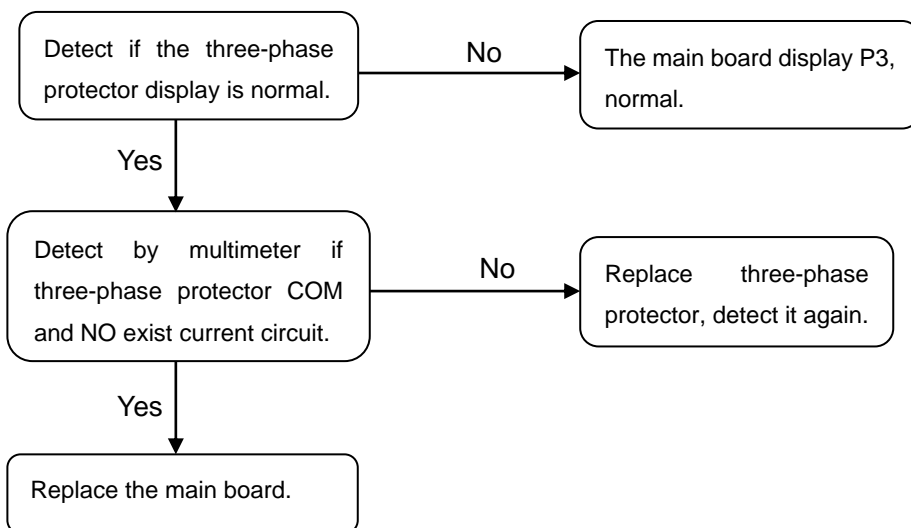 Detect if the three-phase
protector display is normal.
No
The main board display P3,
normal.
Yes
Detect by multimeter if
three-phase protector COM
and NO exist current circuit.
No
Replace three-phase
protector, detect it again.
Yes
Replace the main board.